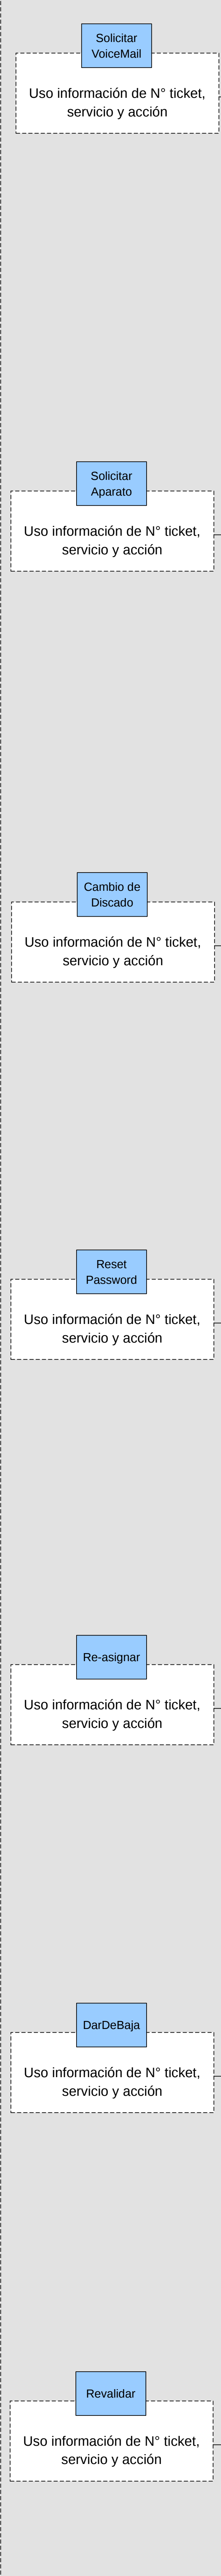 Solicitar
VoiceMail
Uso información de N° ticket,
servicio y acción
Solicitar
Aparato
Uso información de N° ticket,
servicio y acción
Cambio de
Discado
Uso información de N° ticket,
servicio y acción
Reset
Password
Uso información de N° ticket,
servicio y acción
Re-asignar
Uso información de N° ticket,
servicio y acción
DarDeBaja
Uso información de N° ticket,
servicio y acción
Revalidar
Uso información de N° ticket,
servicio y acción